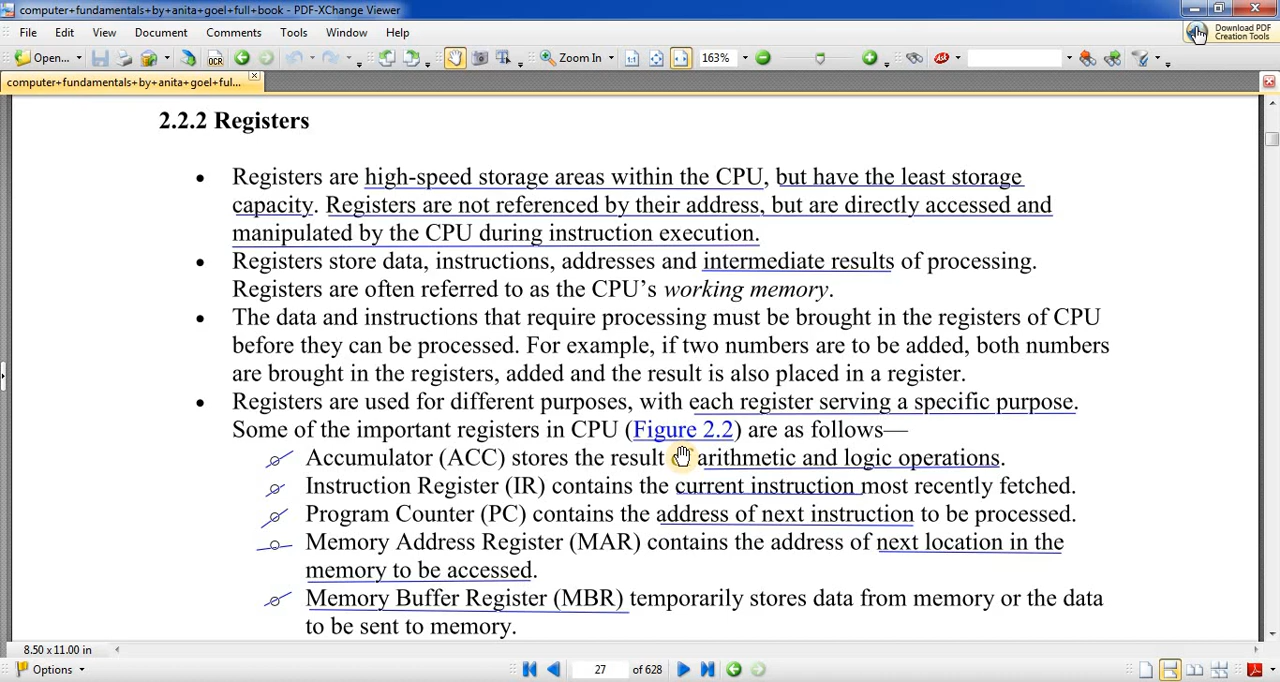 computer+fundamentals+by+anita+goel+full+book - PDF-XChange Viewer
File Edit View Document Comments Tools Window Help
Download PDF
Creation Tools
Open... OCR Zoom In 163%
computer+fundamentals+by+anita+goel+ful...
2.2.2 Registers
• Registers are high-speed storage areas within the CPU, but have the least storage
capacity. Registers are not referenced by their address, but are directly accessed and
manipulated by the CPU during instruction execution.
• Registers store data, instructions, addresses and intermediate results of processing.
Registers are often referred to as the CPU’s working memory.
• The data and instructions that require processing must be brought in the registers of CPU
before they can be processed. For example, if two numbers are to be added, both numbers
are brought in the registers, added and the result is also placed in a register.
• Registers are used for different purposes, with each register serving a specific purpose.
Some of the important registers in CPU (Figure 2.2) are as follows—
Accumulator (ACC) stores the result arithmetic and logic operations.
Instruction Register (IR) contains the current instruction most recently fetched.
Program Counter (PC) contains the address of next instruction to be processed.
Memory Address Register (MAR) contains the address of next location in the
memory to be accessed.
Memory Buffer Register (MBR) temporarily stores data from memory or the data
to be sent to memory.
8.50 x 11.00 in
Options 27 of 628